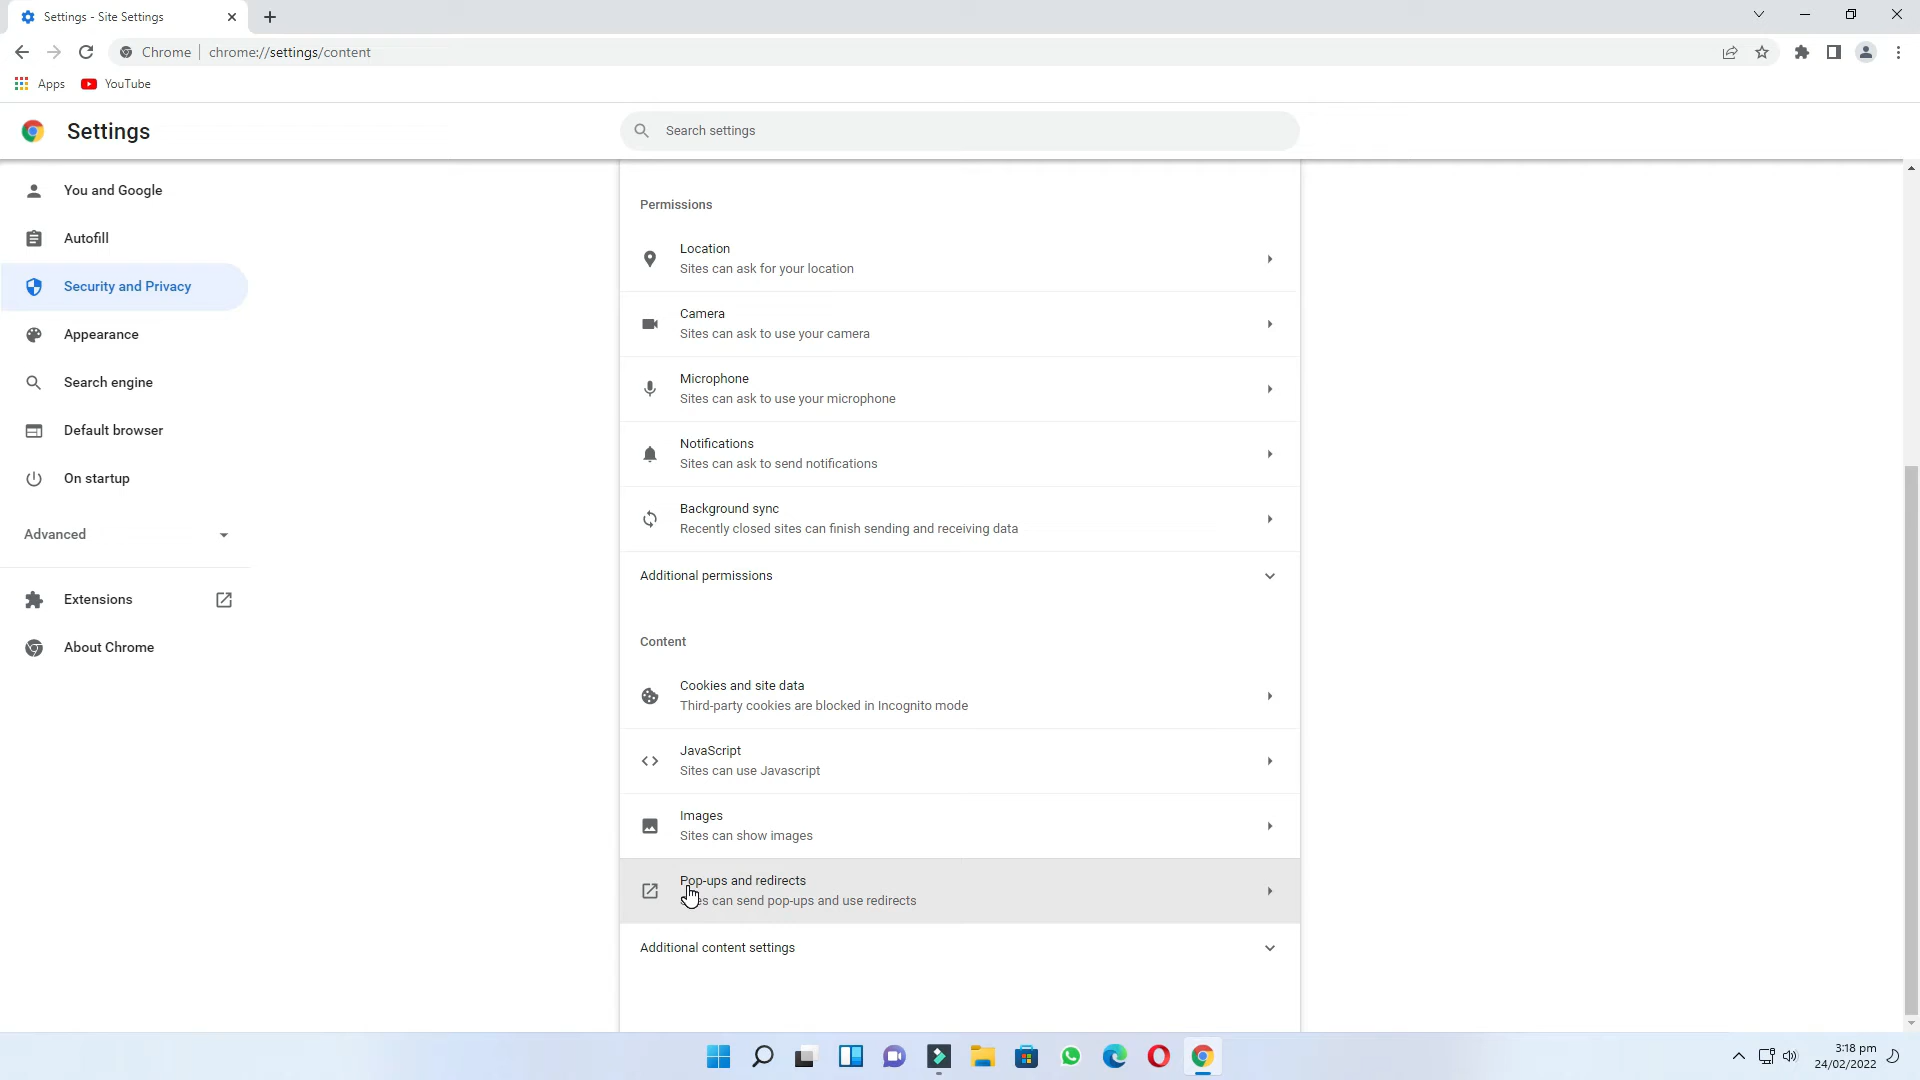 Settings - Site Settings
Chrome
chrome://settings/content
Apps
YouTube
Settings
Search settings
You and Google
Autofill
Security and Privacy
Appearance
Search engine
Default browser
On startup
Advanced
Extensions
About Chrome
Permissions
Location
Sites can ask for your location
Camera
Sites can ask to use your camera
Microphone
Sites can ask to use your microphone
Notifications
Sites can ask to send notifications
Background sync
Recently closed sites can finish sending and receiving data
Additional permissions
Content
Cookies and site data
Third-party cookies are blocked in Incognito mode
JavaScript
Sites can use Javascript
Images
Sites can show images
Pop-ups and redirects
can send pop-ups and use redirects
Additional content settings
3:18 pm
24/02/2022